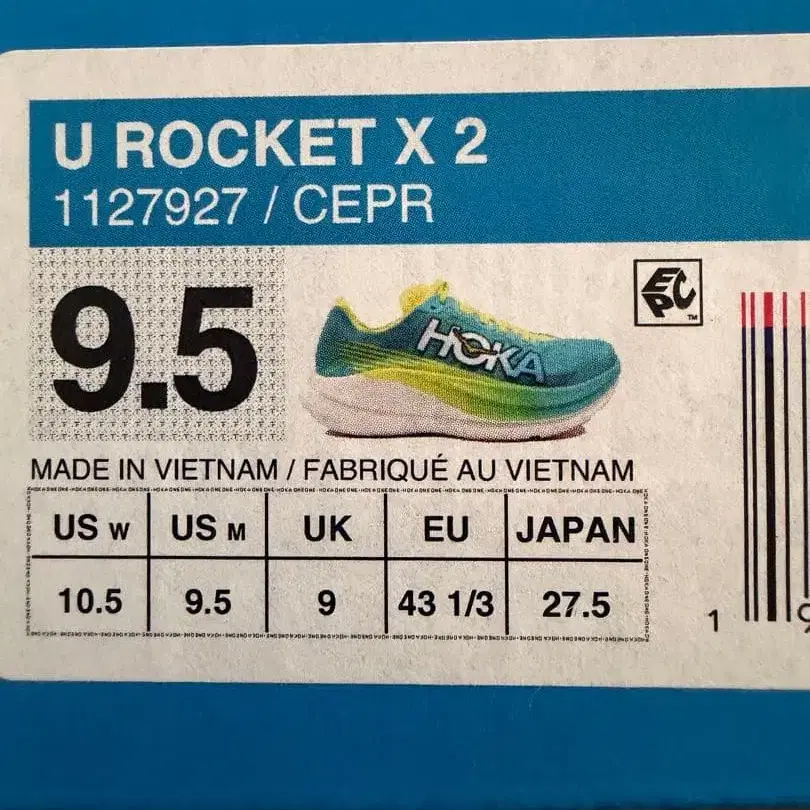 U ROCKET X 2
1127927 / CEPR
9.5
HOKA
EPC
TM
MADE IN VIETNAM / FABRIQUÉ AU VIETNAM
US W US M UK EU JAPAN
10.5 9.5 9 43 1/3 27.5
1